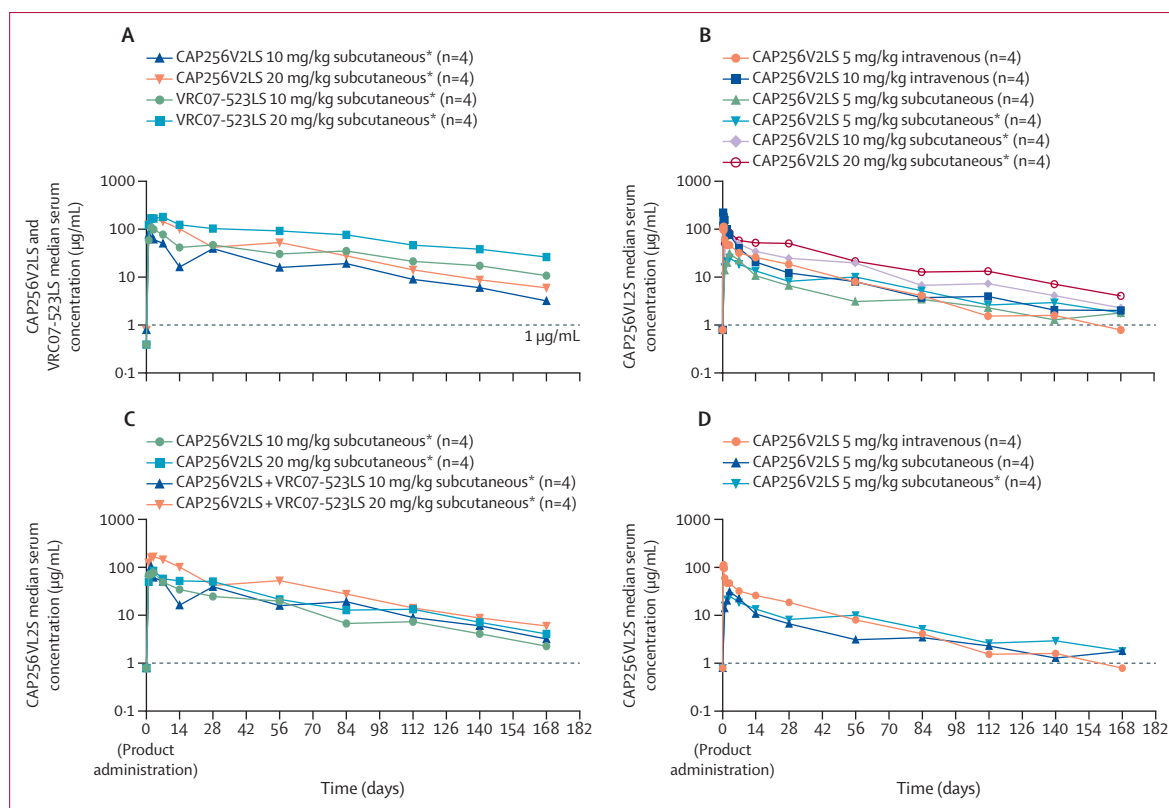 A
CAP256V2LS 10 mg/kg subcutaneous* (n=4)
CAP256V2LS 20 mg/kg subcutaneous* (n=4)
VRC07-523LS 10 mg/kg subcutaneous* (n=4)
VRC07-523LS 20 mg/kg subcutaneous* (n=4)
CAP256V2LS and
VRC07-523LS median serum
concentration (µg/mL)
1000
100
10
1
0·1
1 µg/mL
B
CAP256V2LS 5 mg/kg intravenous (n=4)
CAP256V2LS 10 mg/kg intravenous (n=4)
CAP256V2LS 5 mg/kg subcutaneous (n=4)
CAP256V2LS 5 mg/kg subcutaneous* (n=4)
CAP256V2LS 10 mg/kg subcutaneous* (n=4)
CAP256V2LS 20 mg/kg subcutaneous* (n=4)
CAP256VL2S median serum
concentration (µg/mL)
1000
100
10
1
0·1
C
CAP256V2LS 10 mg/kg subcutaneous* (n=4)
CAP256V2LS 20 mg/kg subcutaneous* (n=4)
CAP256V2LS + VRC07-523LS 10 mg/kg subcutaneous* (n=4)
CAP256V2LS + VRC07-523LS 20 mg/kg subcutaneous* (n=4)
CAP256VL2S median serum
concentration (µg/mL)
1000
100
10
1
0·1
0 14 28 42 56 70 84 98 112 126 140 154 168 182
(Product
administration)
Time (days)
D
CAP256V2LS 5 mg/kg intravenous (n=4)
CAP256V2LS 5 mg/kg subcutaneous (n=4)
CAP256V2LS 5 mg/kg subcutaneous* (n=4)
CAP256VL2S median serum
concentration (µg/mL)
1000
100
10
1
0·1
0 14 28 42 56 70 84 98 112 126 140 154 168 182
(Product
administration)
Time (days)